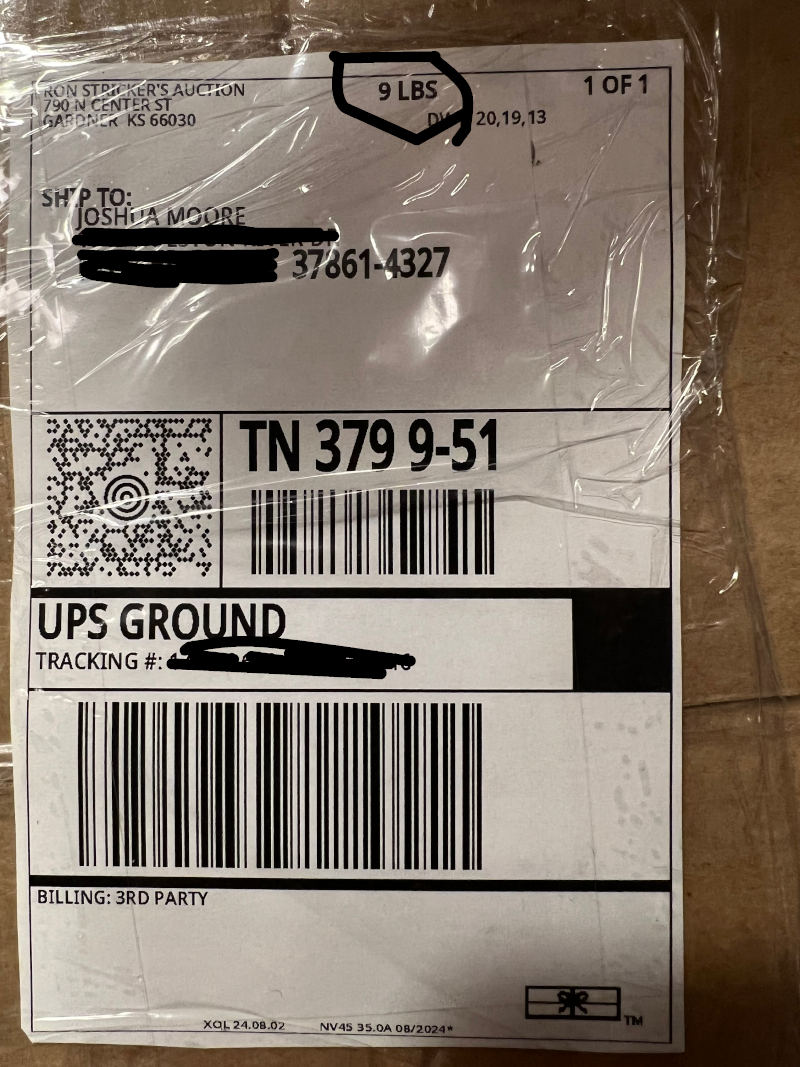 RON STRICKER'S AUCTION
790 N CENTER ST
GARDNER KS 66030
9 LBS
1 OF 1
20,19,13
SHIP TO:
JOSHUA MOORE
37861-4327
TN 379 9-51
UPS GROUND
TRACKING #:
BILLING: 3RD PARTY
XOL 24.08.02
NV45 35.0A 08/2024*
TM